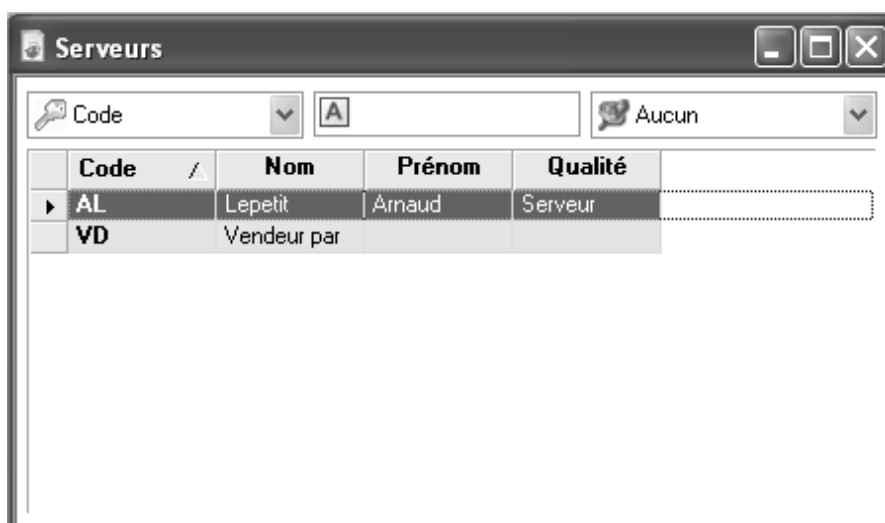 Serveurs
Code A Aucun
Code Nom Prénom Qualité
AL Lepetit Arnaud Serveur
VD Vendeur par